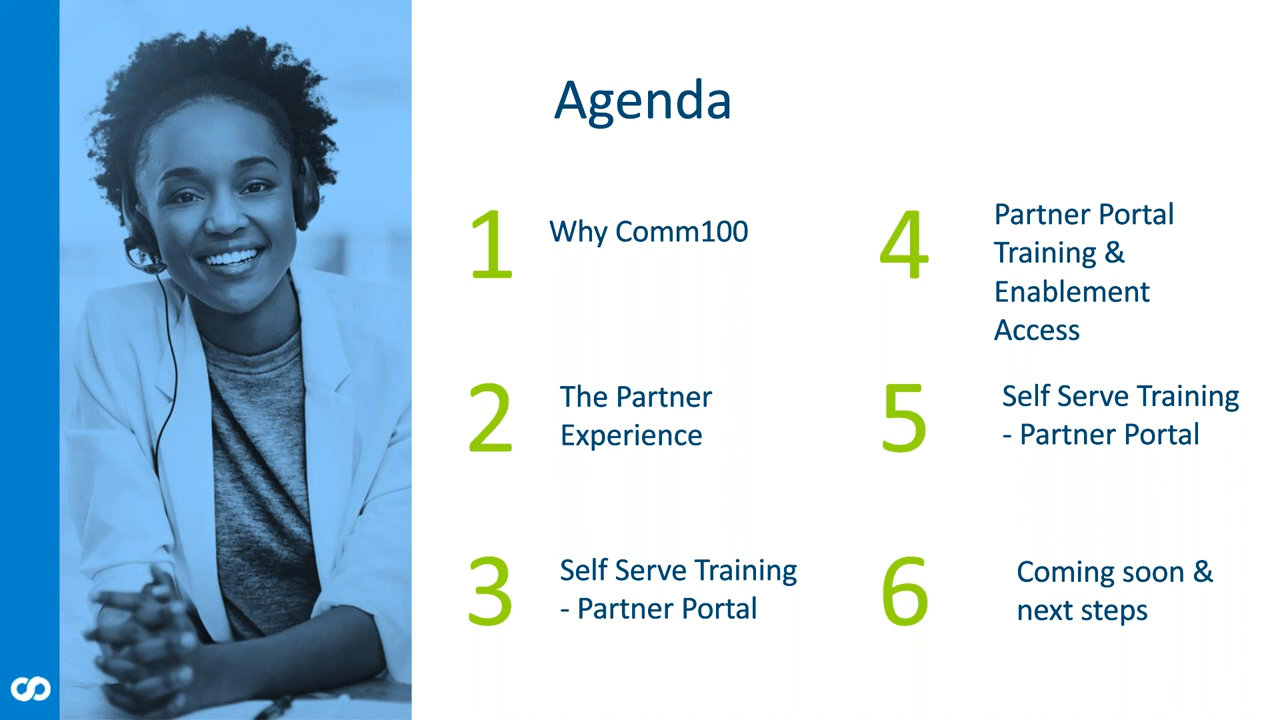 Agenda
1
Why Comm100
2
The Partner
Experience
3
Self Serve Training
- Partner Portal
4
Partner Portal
Training &
Enablement
Access
5
Self Serve Training
- Partner Portal
6
Coming soon &
next steps